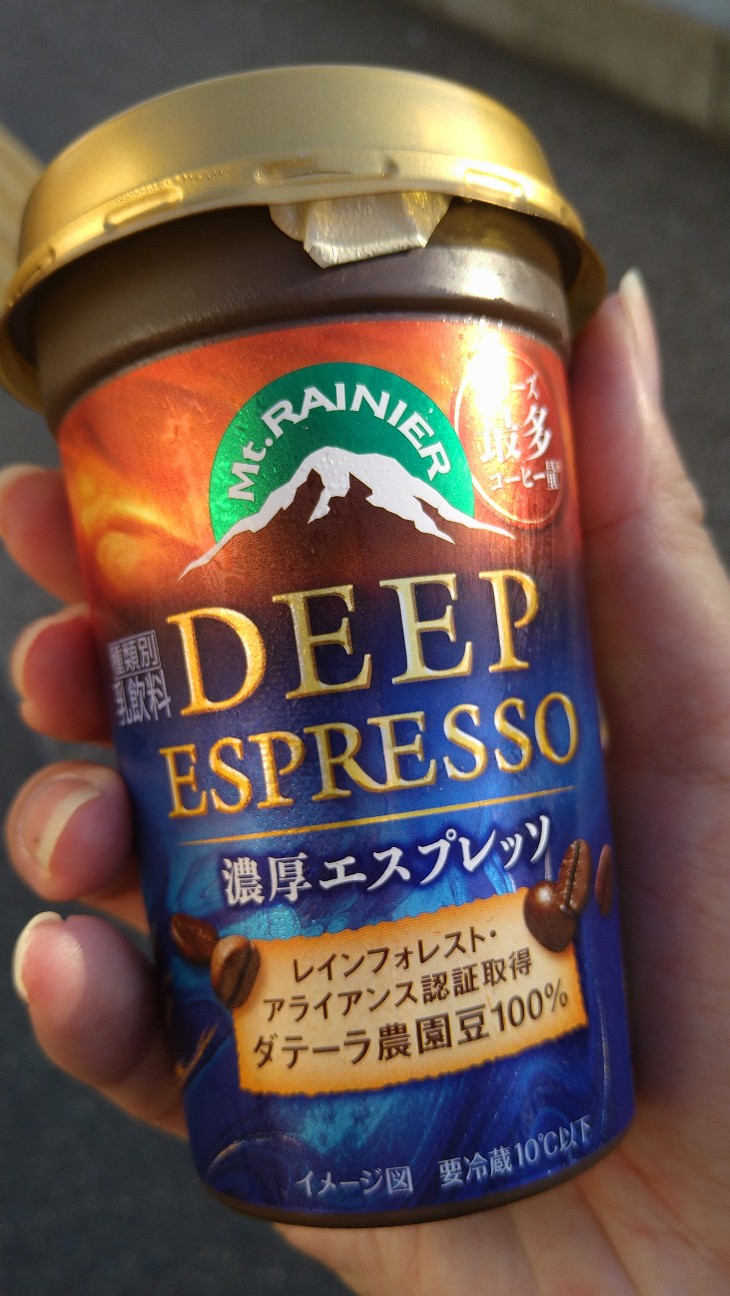 Mt. RAINIER
ーズ
最多
コーヒー量
DEEP
種類別
乳飲料
ESPRESSO
濃厚エスプレッソ
レインフォレスト・
アライアンス認証取得
ダテーラ農園豆100%
イメージ図 要冷蔵10℃以下